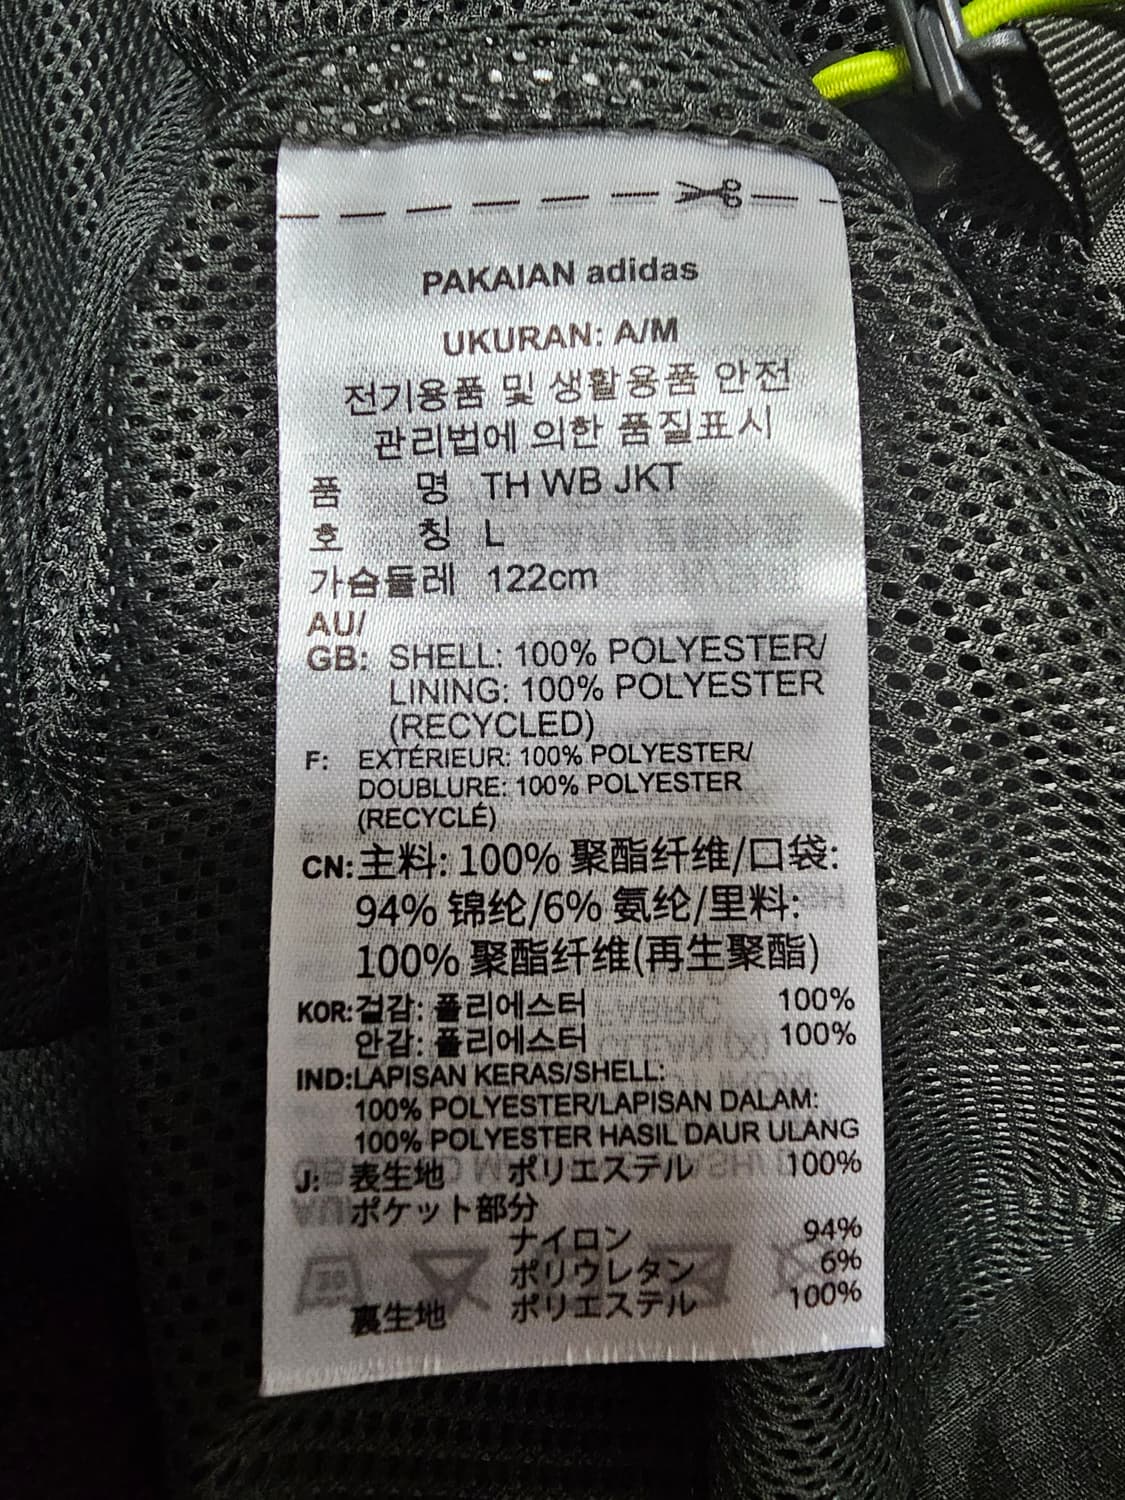 PAKAIAN adidas
UKURAN: A/M
전기용품 및 생활용품 안전
관리법에 의한 품질표시
품 명 TH WB JKT
호 칭 L
가슴둘레 122cm
AU/
GB: SHELL: 100% POLYESTER/
LINING: 100% POLYESTER
(RECYCLED)
F: EXTÉRIEUR: 100% POLYESTER/
DOUBLURE: 100% POLYESTER
(RECYCLÉ)
CN: 主料: 100% 聚酯纤维/口袋:
94% 锦纶/6% 氨纶/里料:
100% 聚酯纤维(再生聚酯)
KOR: 겉감: 폴리에스터 100%
안감: 폴리에스터 100%
IND: LAPISAN KERAS/SHELL:
100% POLYESTER/LAPISAN DALAM:
100% POLYESTER HASIL DAUR ULANG
J: 表生地 ポリエステル 100%
ポケット部分
ナイロン 94%
ポリウレタン 6%
裏生地 ポリエステル 100%